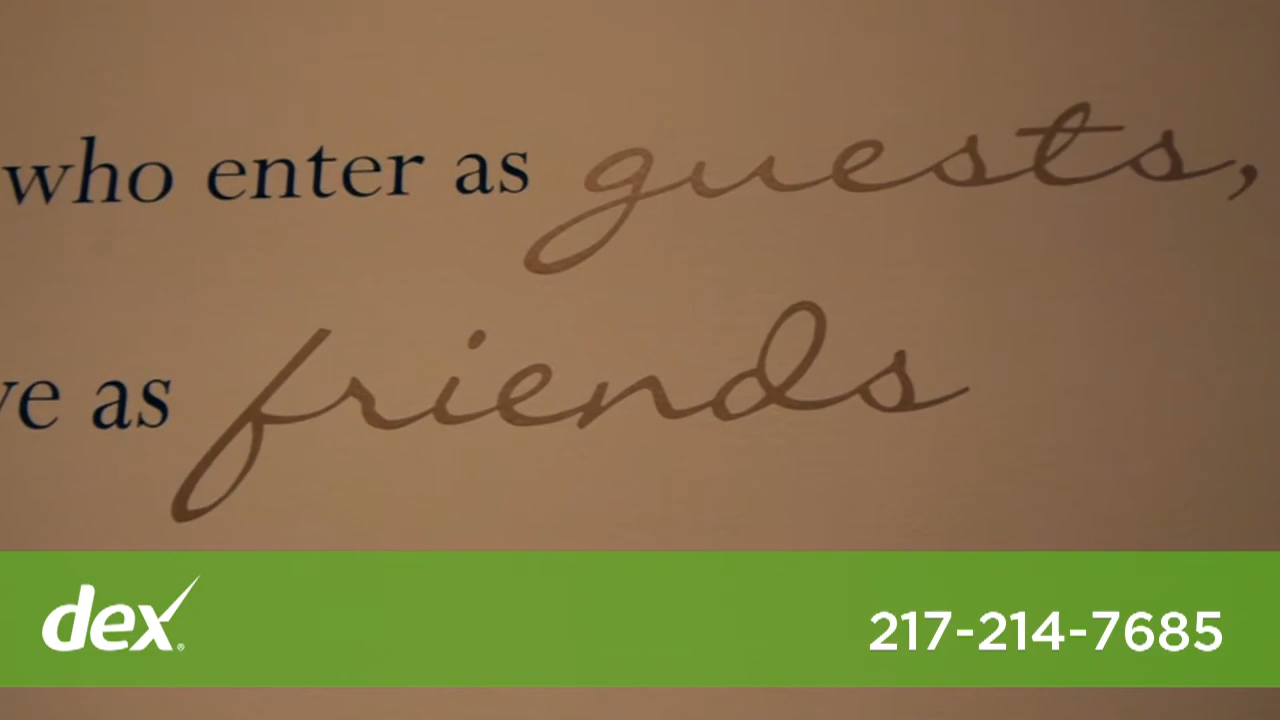 who enter as guests,
ve as friends
dex®
217-214-7685